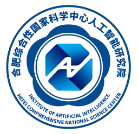 合肥综合性国家科学中心人工智能研究院
INSTITUTE OF ARTIFICIAL INTELLIGENCE
HEFEI COMPREHENSIVE NATIONAL SCIENCE CENTER